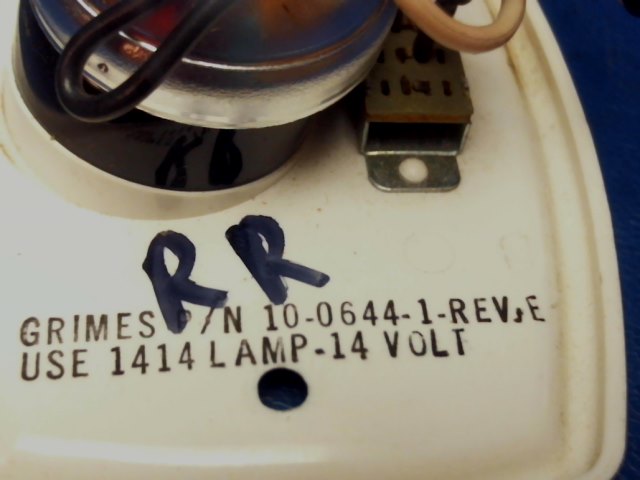 RR
GRIMES P/N 10-0644-1-REV,E
USE 1414 LAMP-14 VOLT